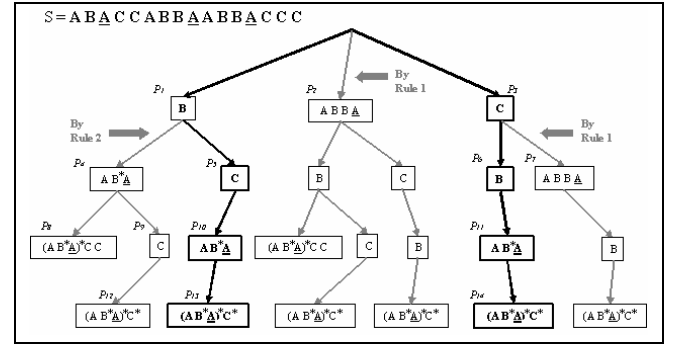 S = A B A C C A B B A A B B A C C C
By
Rule 1
P1
P2
P3
B
A B B A
C
By
Rule 2
By
Rule 1
P4
P5
P6
P7
A B*A
C
B
C
B
A B B A
P8
P9
P10
P11
(A B*A)*C C
C
AB*A
(A B*A)*C C
C
B
AB*A
B
P12
P13
P14
(A B*A)*C*
(AB*A)*C*
(A B*A)*C*
(A B*A)*C*
(AB*A)*C*
(A B*A)*C*